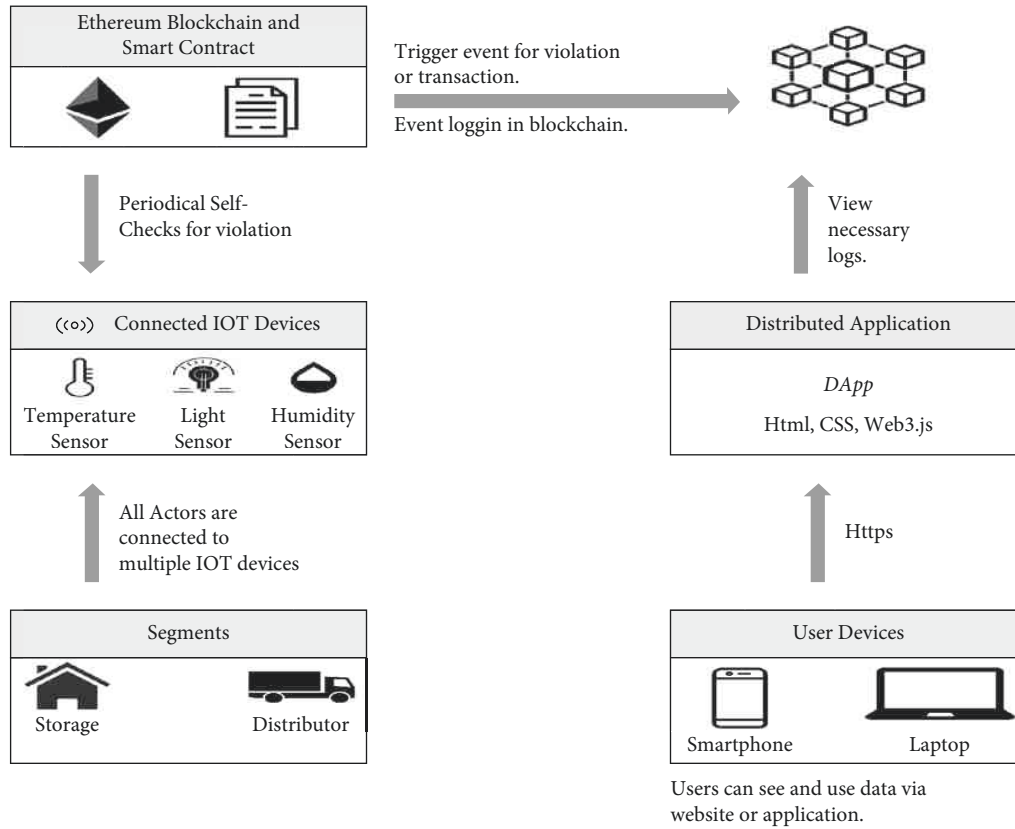 Ethereum Blockchain and
Smart Contract
Trigger event for violation
or transaction.
Event loggin in blockchain.
Periodical Self-
Checks for violation
View
necessary
logs.
Connected IOT Devices
Temperature
Sensor
Light
Sensor
Humidity
Sensor
Distributed Application
DApp
Html, CSS, Web3.js
All Actors are
connected to
multiple IOT devices
Https
Segments
Storage
Distributor
User Devices
Smartphone
Laptop
Users can see and use data via
website or application.